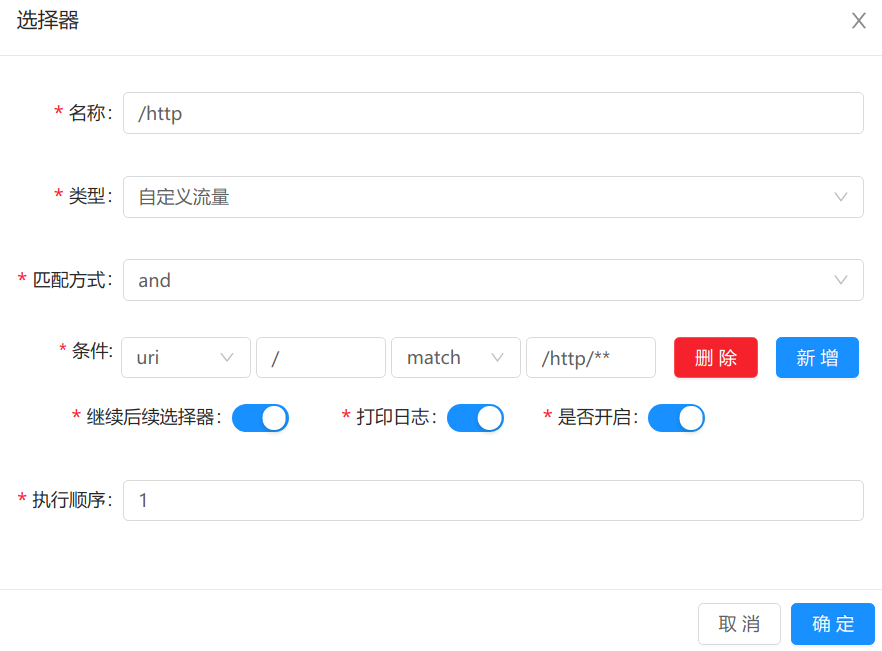 选择器
* 名称: /http
* 类型: 自定义流量
* 匹配方式: and
* 条件: uri / match /http/** 删 除 新 增
* 继续后续选择器: * 打印日志: * 是否开启:
* 执行顺序: 1
取 消 确 定